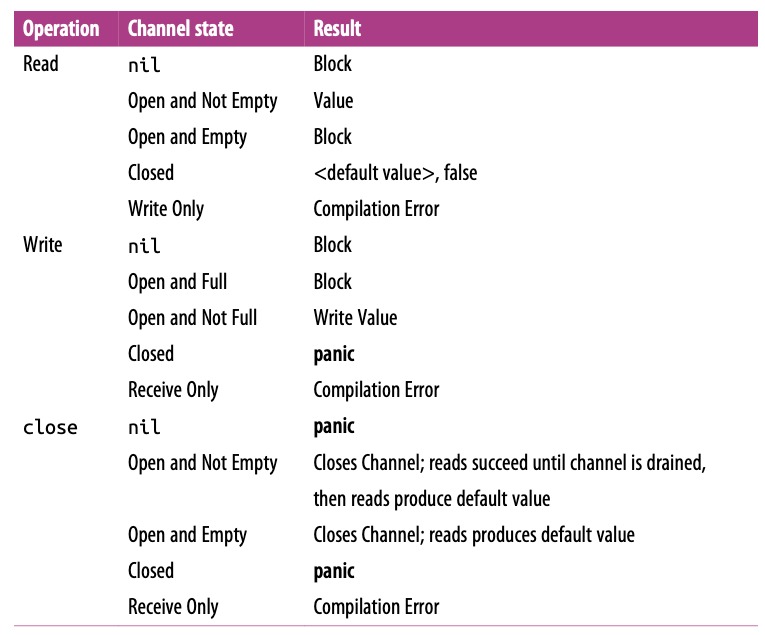 Operation Channel state Result
Read nil Block
Open and Not Empty Value
Open and Empty Block
Closed <default value>, false
Write Only Compilation Error
Write nil Block
Open and Full Block
Open and Not Full Write Value
Closed panic
Receive Only Compilation Error
close nil panic
Open and Not Empty Closes Channel; reads succeed until channel is drained,
then reads produce default value
Open and Empty Closes Channel; reads produces default value
Closed panic
Receive Only Compilation Error